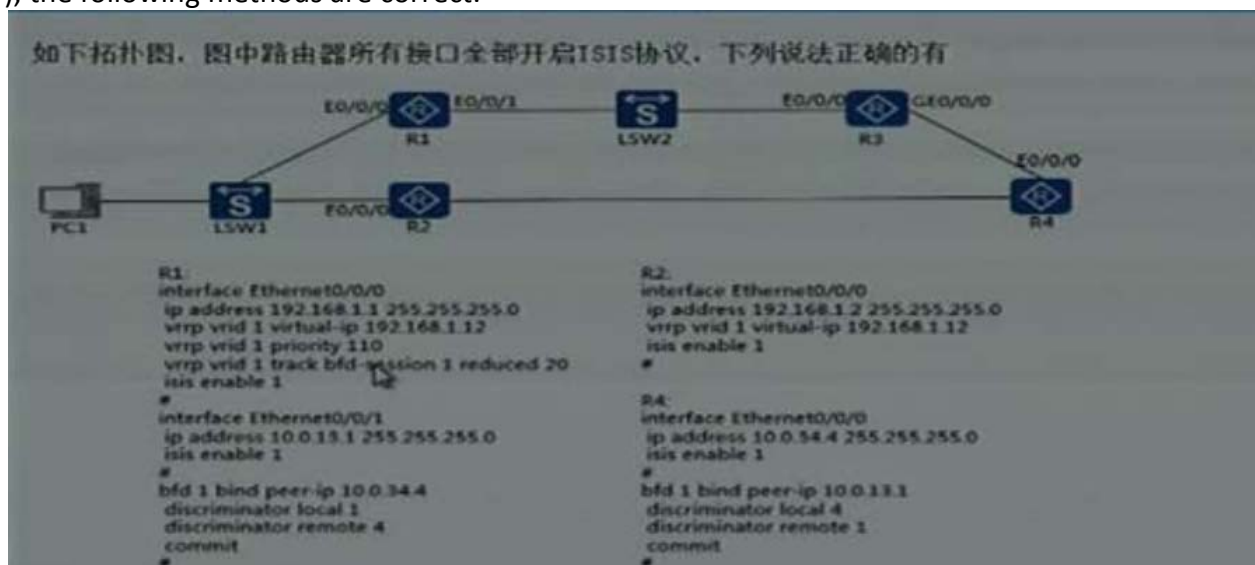 ), the following methods are correct:
如下拓扑图，图中路由器所有接口全部开启ISIS协议，下列说法正确的有
E0/0/0
E0/0/1
E0/0/0
GE0/0/0
R1
LSW2
R3
E0/0/0
PC1
LSW1
E0/0/0
R2
R4
R1:
interface Ethernet0/0/0
ip address 192.168.1.1 255.255.255.0
vrrp vrid 1 virtual-ip 192.168.1.12
vrrp vrid 1 priority 110
vrrp vrid 1 track bfd-session 1 reduced 20
isis enable 1
#
interface Ethernet0/0/1
ip address 10.0.13.1 255.255.255.0
isis enable 1
#
bfd 1 bind peer-ip 10.0.34.4
discriminator local 1
discriminator remote 4
commit
#
R2:
interface Ethernet0/0/0
ip address 192.168.1.2 255.255.255.0
vrrp vrid 1 virtual-ip 192.168.1.12
isis enable 1
#
R4:
interface Ethernet0/0/0
ip address 10.0.34.4 255.255.255.0
isis enable 1
#
bfd 1 bind peer-ip 10.0.13.1
discriminator local 4
discriminator remote 1
commit
#